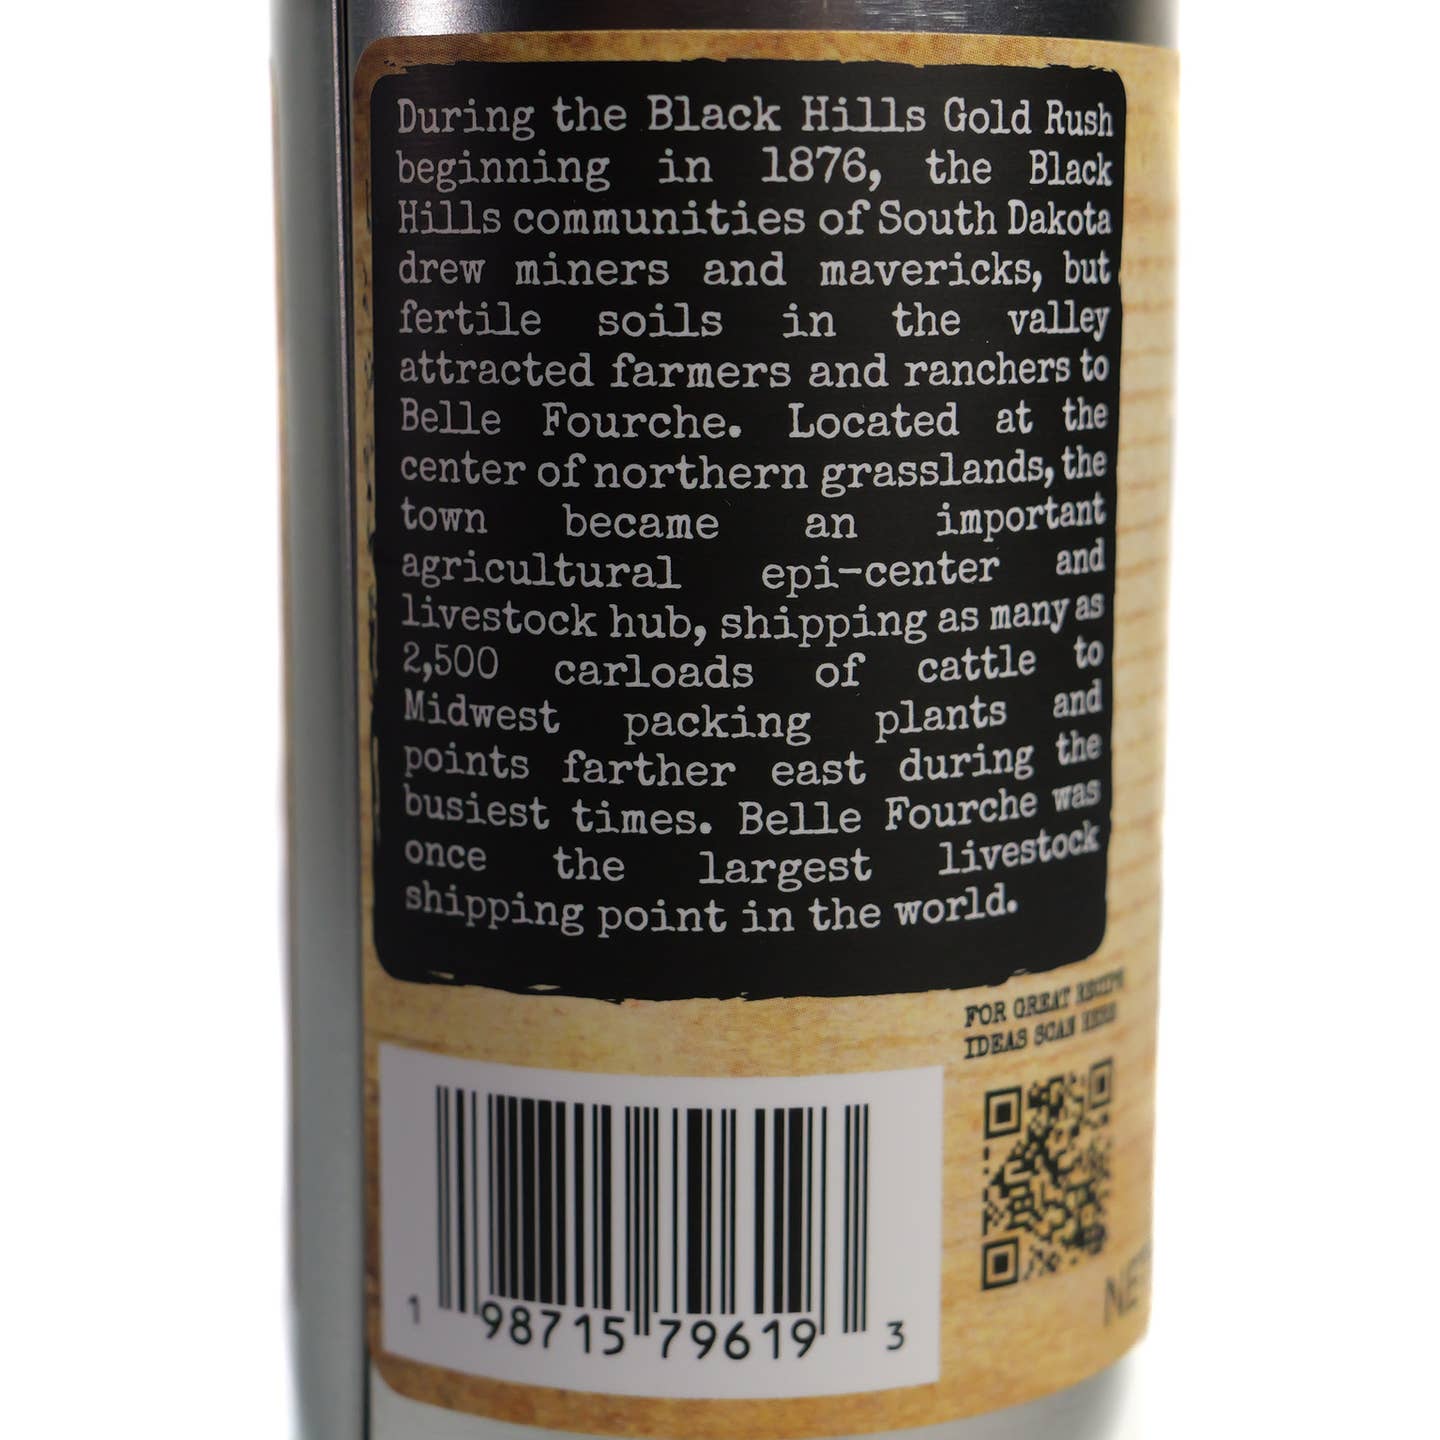 During the Black Hills Gold Rush
beginning in 1876, the Black
Hills communities of South Dakota
drew miners and mavericks, but
fertile soils in the valley
attracted farmers and ranchers to
Belle Fourche. Located at the
center of northern grasslands, the
town became an important
agricultural epi-center and
livestock hub, shipping as many as
2,500 carloads of cattle to
Midwest packing plants and
points farther east during the
busiest times. Belle Fourche was
once the largest livestock
shipping point in the world.
FOR GREAT RECIPE
IDEAS SCAN HERE
1 98715 79619 3